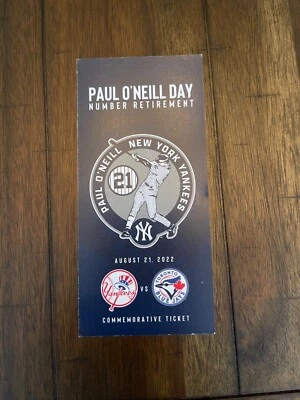 PAUL O'NEILL DAY
NUMBER RETIREMENT
PAUL O'NEILL NEW YORK YANKEES
21
NY
AUGUST 21, 2022
Yankees
VS
TORONTO
BLUE JAYS
COMMEMORATIVE TICKET